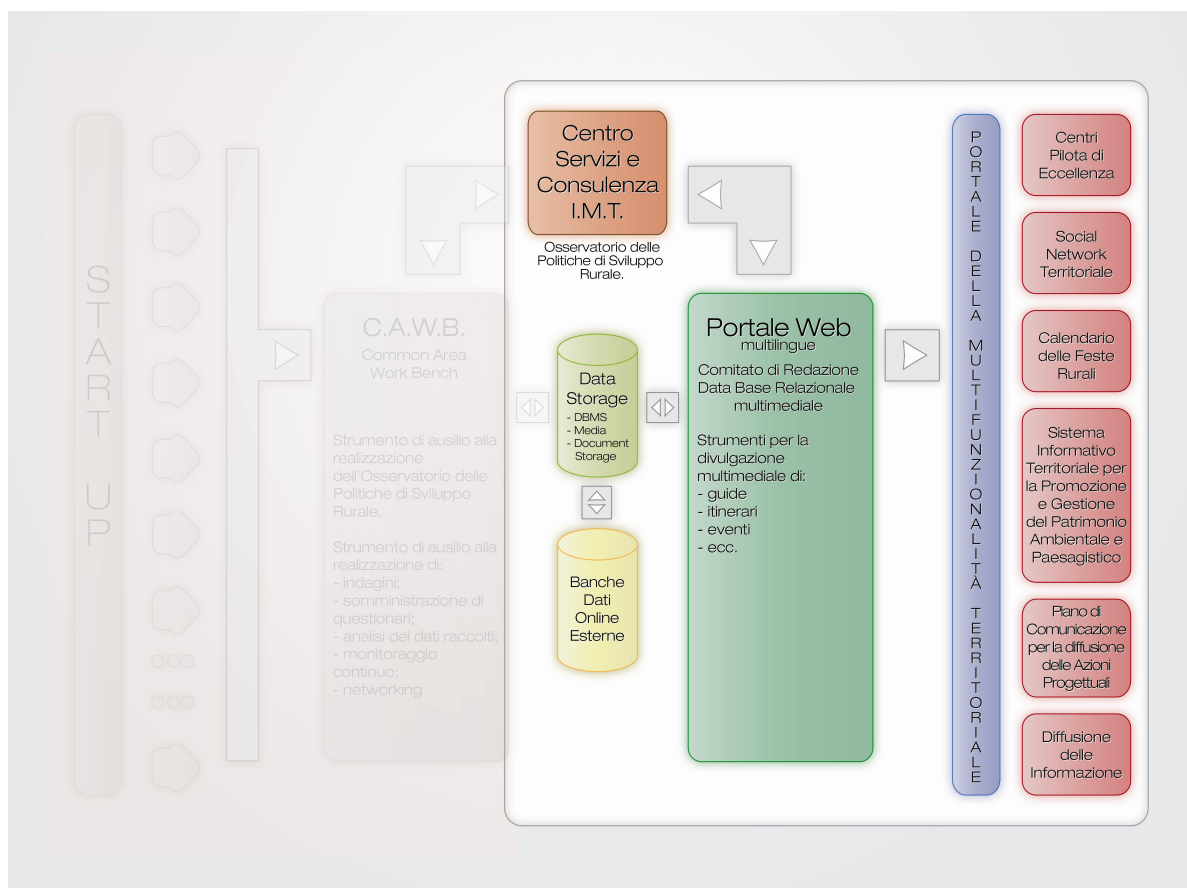 START UP
C.A.W.B.
Common Area
Work Bench
Strumento di ausilio alla
realizzazione
dell'Osservatorio delle
Politiche di Sviluppo
Rurale.
Strumento di ausilio alla
realizzazione di:
- indagini;
- somministrazione di
questionari;
- analisi dei dati raccolti;
- monitoraggio
continuo;
- networking
Centro
Servizi e
Consulenza
I.M.T.
Osservatorio delle
Politiche di Sviluppo
Rurale.
Data
Storage
- DBMS
- Media
- Document
Storage
Banche
Dati
Online
Esterne
Portale Web
multilingue
Comitato di Redazione
Data Base Relazionale
multimediale
Strumenti per la
divulgazione
multimediale di:
- guide
- itinerari
- eventi
- ecc.
PORTALE DELLA MULTIFUNZIONALITÀ TERRITORIALE
Centri
Pilota di
Eccellenza
Social
Network
Territoriale
Calendario
delle Feste
Rurali
Sistema
Informativo
Territoriale per
la Promozione
e Gestione
del Patrimonio
Ambientale e
Paesagistico
Piano di
Comunicazione
per la diffusione
delle Azioni
Progettuali
Diffusione
delle
Informazione